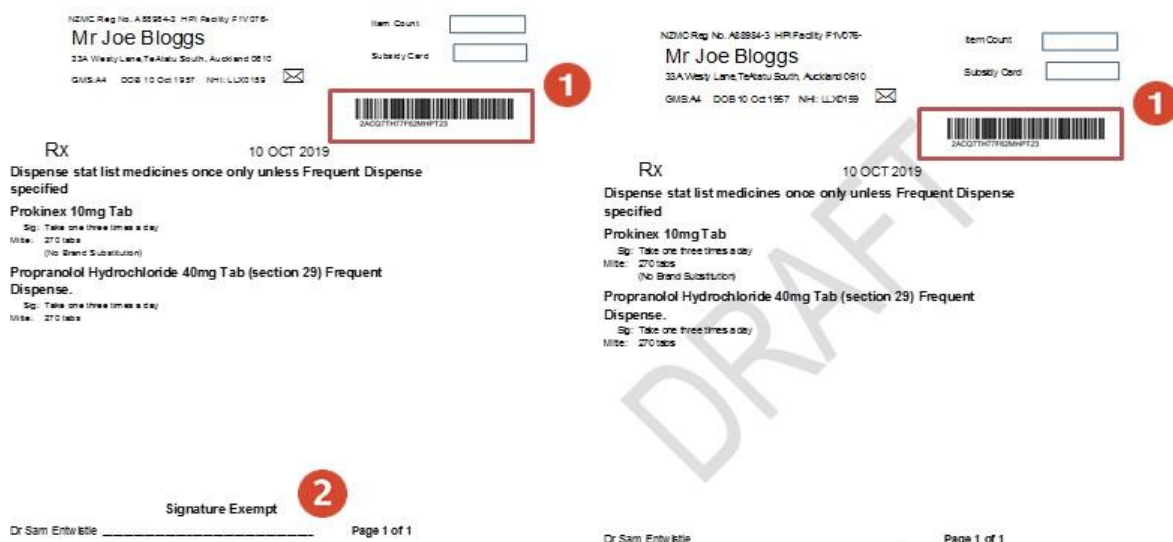 NZMC Reg No. A88984-3 HPI Facility F1V076-
Mr Joe Bloggs
33A Westy Lane,TeAtatu South, Auckland 0610
GMS:A4 DOB 10 Oct 1957 NHI: LLX0159
Item Count
Subsidy Card
1
2ACQ7TH77F62MHPT23
Rx 10 OCT 2019
Dispense stat list medicines once only unless Frequent Dispense
specified
Prokinex 10mg Tab
Sig: Take one three times a day
Mitte: 270 tabs
(No Brand Substitution)
Propranolol Hydrochloride 40mg Tab (section 29) Frequent
Dispense.
Sig: Take one three times a day
Mitte: 270 tabs
2
Signature Exempt
Dr Sam Entwistle Page 1 of 1
NZMC Reg No. A88984-3 HPI Facility F1V076-
Mr Joe Bloggs
33A Westy Lane,TeAtatu South, Auckland 0610
GMS:A4 DOB 10 Oct 1957 NHI: LLX0159
Item Count
Subsidy Card
1
2ACQ7TH77F62MHPT23
Rx 10 OCT 2019
Dispense stat list medicines once only unless Frequent Dispense
specified
Prokinex 10mg Tab
Sig: Take one three times a day
Mitte: 270 tabs
(No Brand Substitution)
Propranolol Hydrochloride 40mg Tab (section 29) Frequent
Dispense.
Sig: Take one three times a day
Mitte: 270 tabs
DRAFT
Dr Sam Entwistle Page 1 of 1